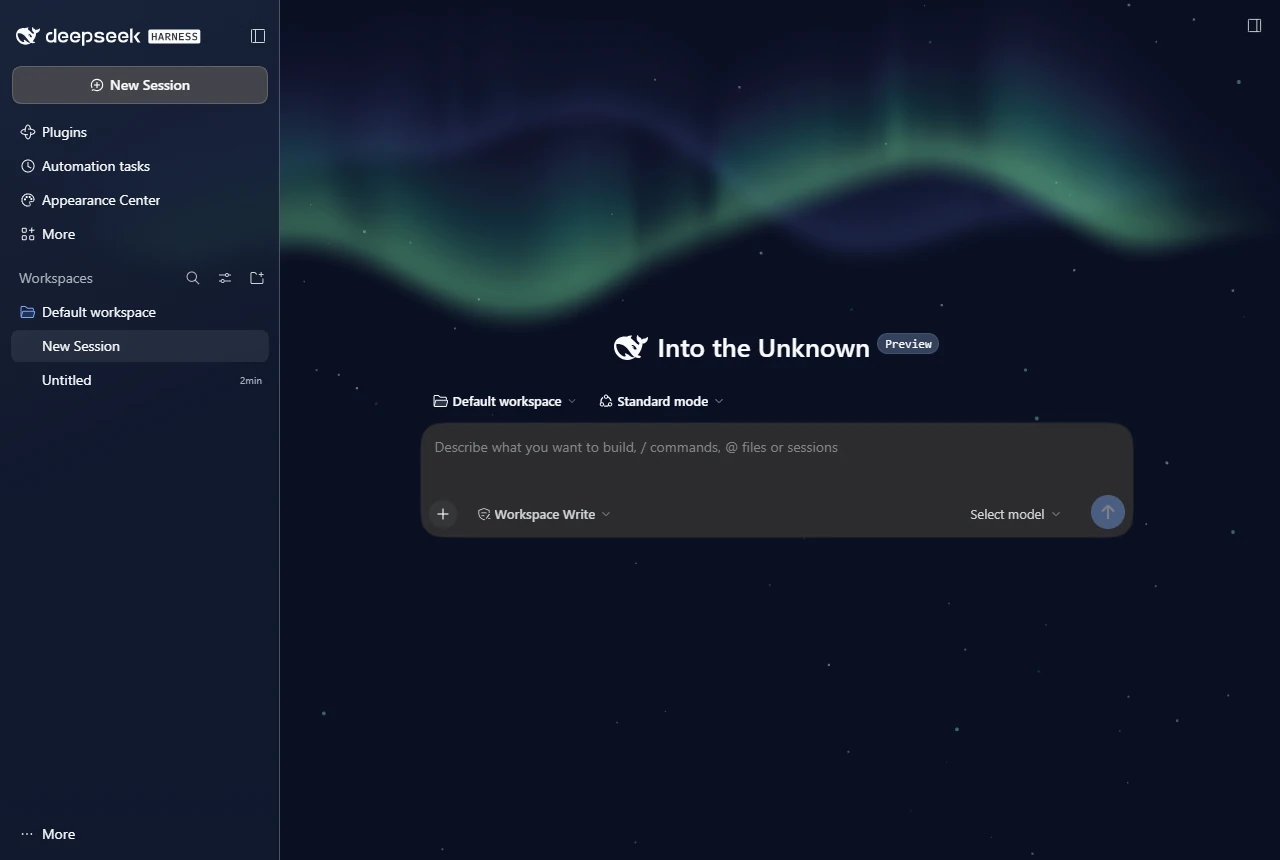 deepseek HARNESS
New Session
Plugins
Automation tasks
Appearance Center
More
Workspaces
Default workspace
New Session
Untitled 2min
More
Into the Unknown Preview
Default workspace Standard mode
Describe what you want to build, / commands, @ files or sessions
Workspace Write Select model